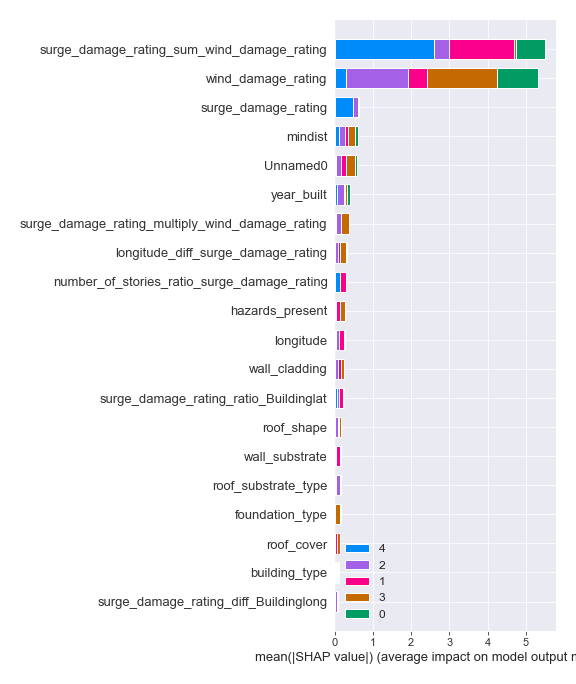 surge_damage_rating_sum_wind_damage_rating
wind_damage_rating
surge_damage_rating
mindist
Unnamed0
year_built
surge_damage_rating_multiply_wind_damage_rating
longitude_diff_surge_damage_rating
number_of_stories_ratio_surge_damage_rating
hazards_present
longitude
wall_cladding
surge_damage_rating_ratio_Buildinglat
roof_shape
wall_substrate
roof_substrate_type
foundation_type
roof_cover
building_type
surge_damage_rating_diff_Buildinglong
4
2
1
3
0
0 1 2 3 4 5
mean(|SHAP value|) (average impact on model output m